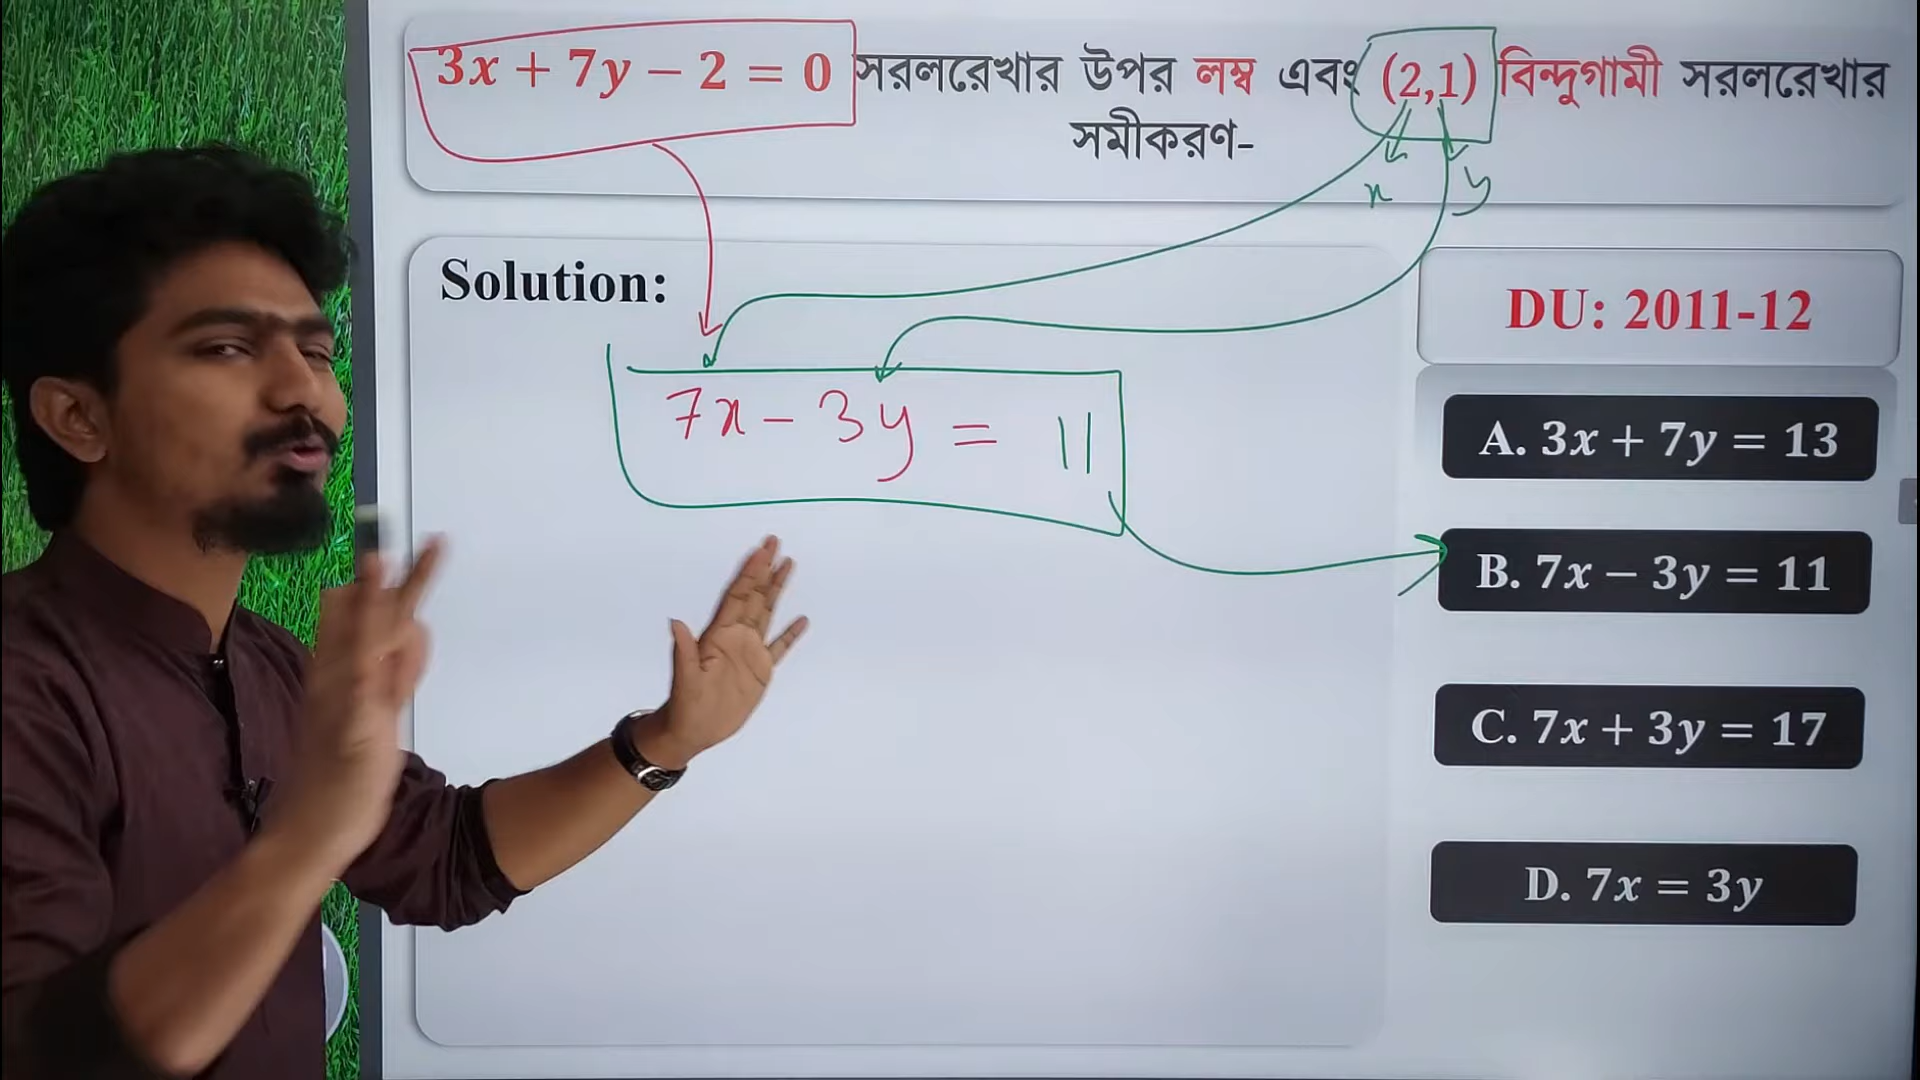 3x + 7y − 2 = 0 সরলরেখার উপর লম্ব এবং (2,1) বিন্দুগামী সরলরেখার
সমীকরণ-
x y
Solution:
7x − 3y = 11
DU: 2011-12
A. 3x + 7y = 13
B. 7x − 3y = 11
C. 7x + 3y = 17
D. 7x = 3y